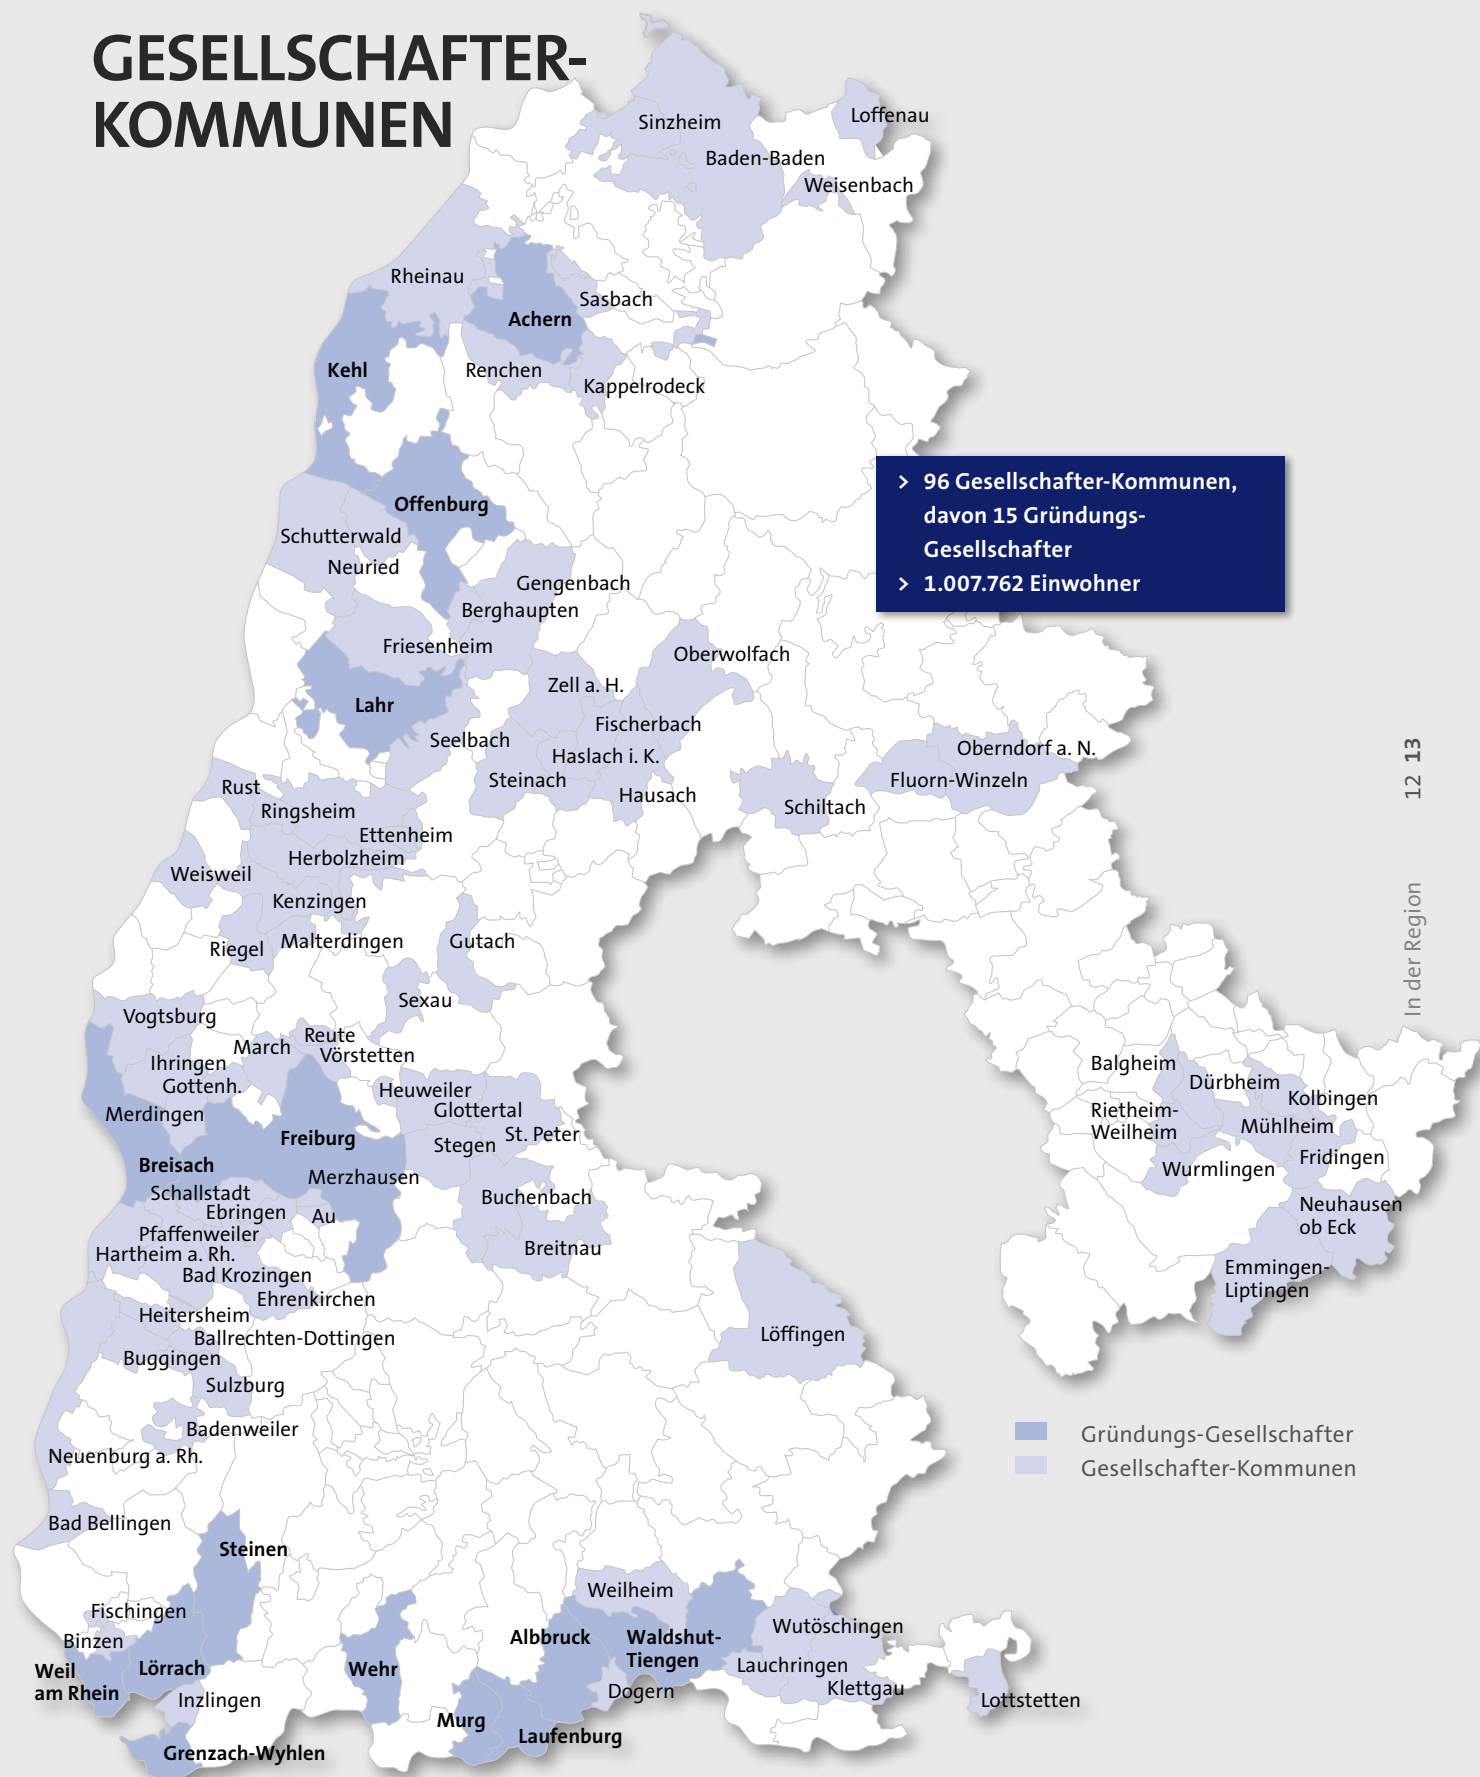 GESELLSCHAFTER-
KOMMUNEN
Sinzheim
Loffenau
Baden-Baden
Weisenbach
Rheinau
Sasbach
Achern
Kehl
Renchen
Kappelrodeck
> 96 Gesellschafter-Kommunen,
davon 15 Gründungs-
Gesellschafter
> 1.007.762 Einwohner
Offenburg
Schutterwald
Neuried
Gengenbach
Berghaupten
Friesenheim
Oberwolfach
Zell a. H.
Lahr
Fischerbach
Seelbach
Haslach i. K.
Steinach
Hausach
Oberndorf a. N.
Fluorn-Winzeln
Schiltach
Rust
Ringsheim
Ettenheim
Herbolzheim
Weisweil
Kenzingen
Riegel
Malterdingen
Gutach
Sexau
Vogtsburg
Reute
March
Vörstetten
Ihringen
Gottenh.
Heuweiler
Glottertal
Merdingen
Freiburg
Stegen
St. Peter
Breisach
Merzhausen
Schallstadt
Ebringen
Au
Buchenbach
Pfaffenweiler
Hartheim a. Rh.
Breitnau
Bad Krozingen
Ehrenkirchen
Heitersheim
Ballrechten-Dottingen
Buggingen
Löffingen
Sulzburg
Badenweiler
Neuenburg a. Rh.
Bad Bellingen
Steinen
Fischingen
Binzen
Weil
am Rhein
Lörrach
Inzlingen
Grenzach-Wyhlen
Wehr
Murg
Laufenburg
Albbruck
Weilheim
Waldshut-
Tiengen
Dogern
Wutöschingen
Lauchringen
Klettgau
Lottstetten
Balgheim
Dürbheim
Kolbingen
Rietheim-
Weilheim
Mühlheim
Wurmlingen
Fridingen
Neuhausen
ob Eck
Emmingen-
Liptingen
Gründungs-Gesellschafter
Gesellschafter-Kommunen
In der Region 12 13